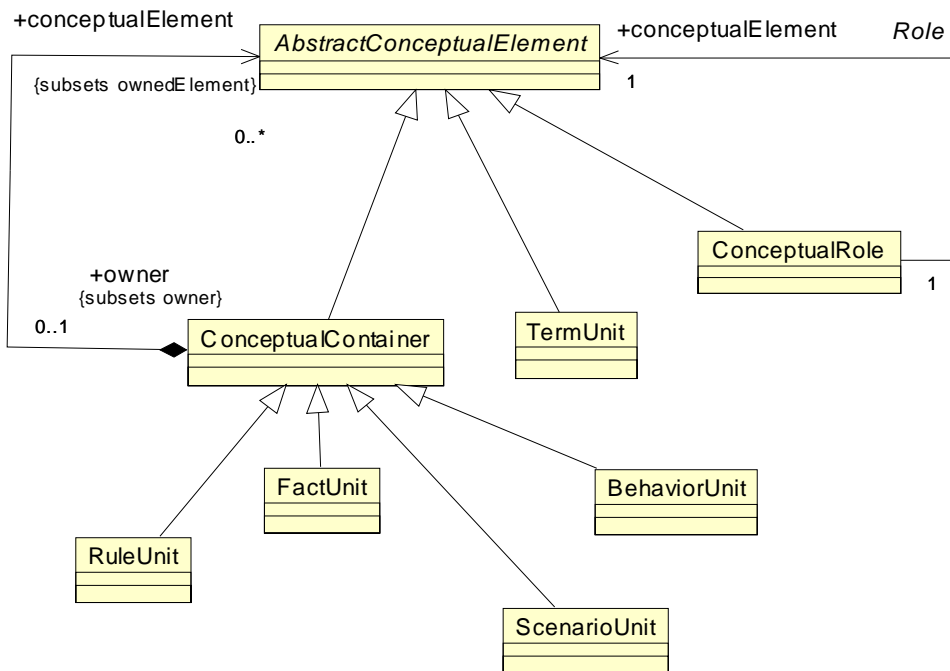 +conceptualElement
AbstractConceptualElement
+conceptualElement
Role
{subsets ownedElement}
1
0..*
ConceptualRole
1
+owner
{subsets owner}
0..1
ConceptualContainer
TermUnit
FactUnit
BehaviorUnit
RuleUnit
ScenarioUnit